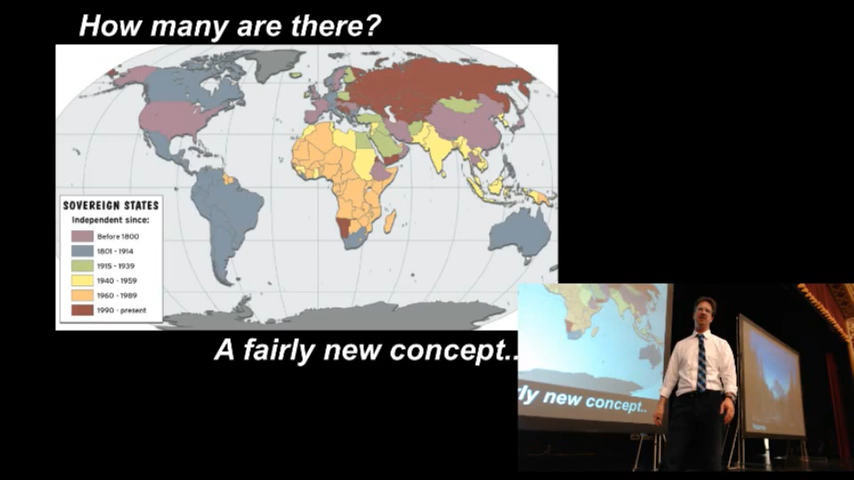 How many are there?
SOVEREIGN STATES
Independent since:
Before 1800
1801 - 1914
1915 - 1939
1940 - 1959
1960 - 1989
1990 - present
A fairly new concept..
rly new concept..